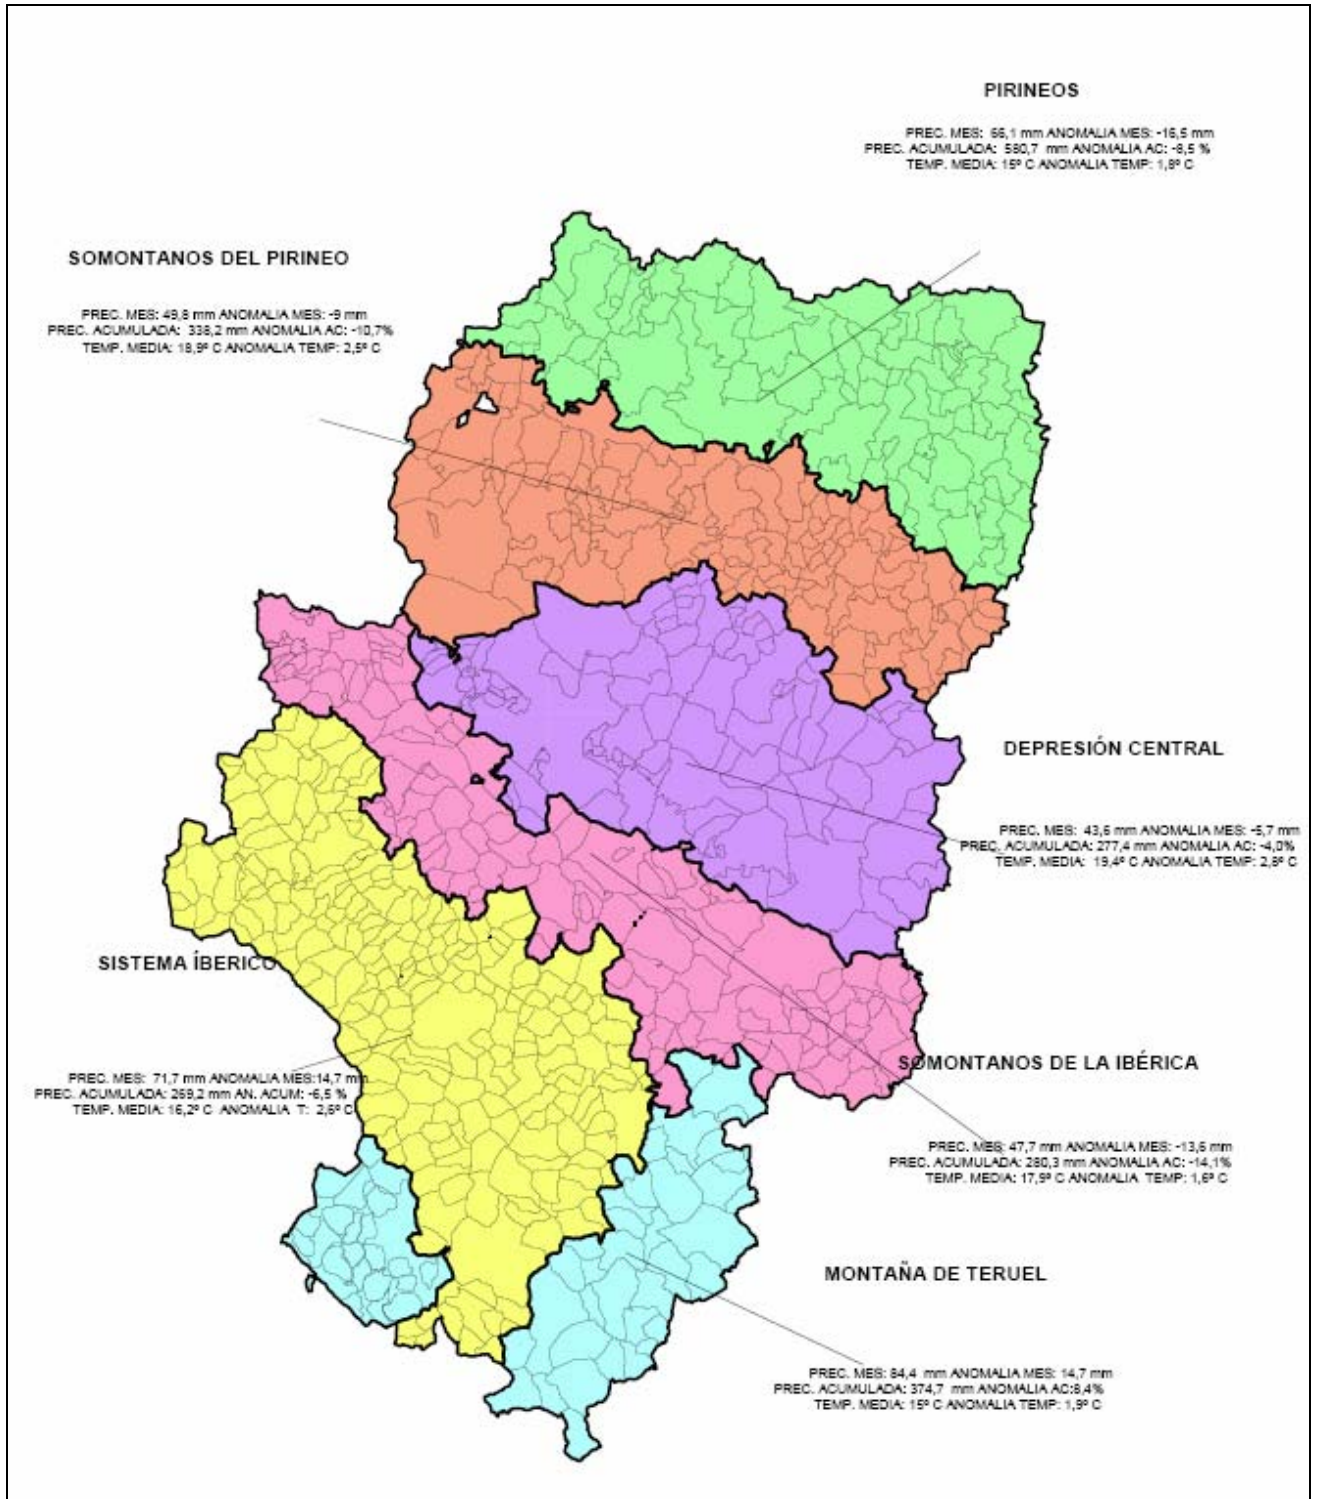 PIRINEOS
PREC. MES: 66,1 mm ANOMALIA MES: -16,5 mm
PREC. ACUMULADA: 580,7 mm ANOMALIA AC: -8,5 %
TEMP. MEDIA: 15º C ANOMALIA TEMP: 1,8º C
SOMONTANOS DEL PIRINEO
PREC. MES: 49,8 mm ANOMALIA MES: -9 mm
PREC. ACUMULADA: 338,2 mm ANOMALIA AC: -10,7%
TEMP. MEDIA: 18,9º C ANOMALIA TEMP: 2,5º C
DEPRESIÓN CENTRAL
PREC. MES: 43,6 mm ANOMALIA MES: -5,7 mm
PREC. ACUMULADA: 277,4 mm ANOMALIA AC: -4,0%
TEMP. MEDIA: 19,4º C ANOMALIA TEMP: 2,8º C
SISTEMA ÍBERICO
PREC. MES: 71,7 mm ANOMALIA MES:14,7 mm
PREC. ACUMULADA: 269,2 mm AN. ACUM: -6,5 %
TEMP. MEDIA: 16,2º C ANOMALIA T: 2,6º C
SOMONTANOS DE LA IBÉRICA
PREC. MES: 47,7 mm ANOMALIA MES: -13,6 mm
PREC. ACUMULADA: 280,3 mm ANOMALIA AC: -14,1%
TEMP. MEDIA: 17,9º C ANOMALIA TEMP: 1,6º C
MONTAÑA DE TERUEL
PREC. MES: 84,4 mm ANOMALIA MES: 14,7 mm
PREC. ACUMULADA: 374,7 mm ANOMALIA AC:8,4%
TEMP. MEDIA: 15º C ANOMALIA TEMP: 1,9º C